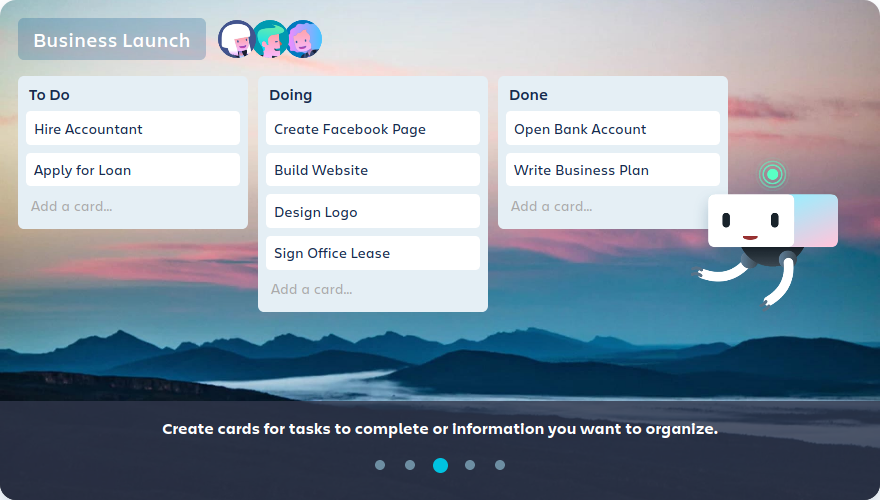 Business Launch
To Do
Hire Accountant
Apply for Loan
Add a card...
Doing
Create Facebook Page
Build Website
Design Logo
Sign Office Lease
Add a card...
Done
Open Bank Account
Write Business Plan
Add a card...
Create cards for tasks to complete or information you want to organize.